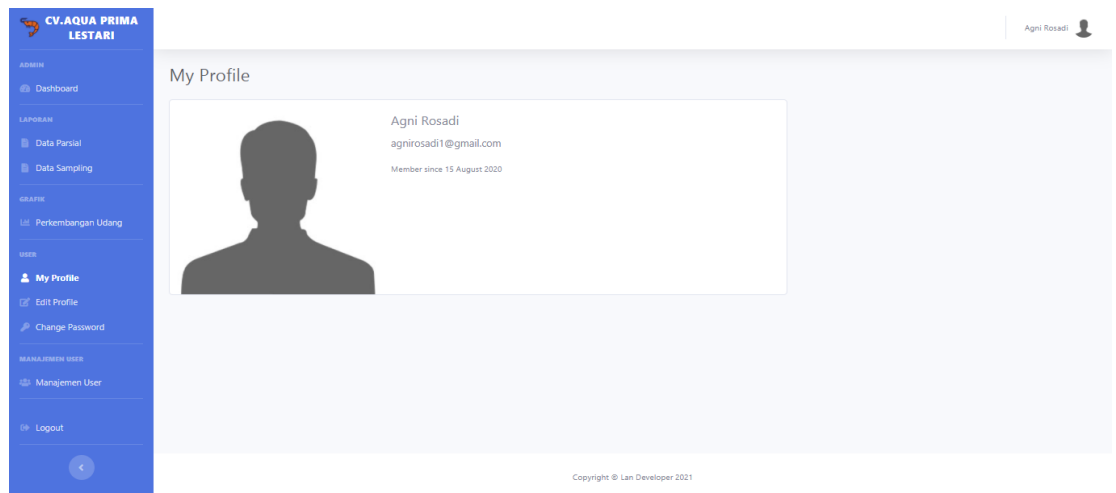 CV.AQUA PRIMA
LESTARI
ADMIN
Dashboard
LAPORAN
Data Parsial
Data Sampling
GRAFIK
Perkembangan Udang
USER
My Profile
Edit Profile
Change Password
MANAJEMEN USER
Manajemen User
Logout
Agni Rosadi
My Profile
Agni Rosadi
agnirosadi1@gmail.com
Member since 15 August 2020
Copyright © Lan Developer 2021